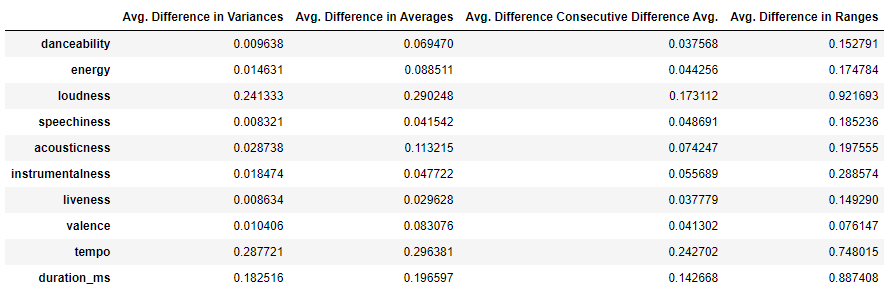 Avg. Difference in Variances Avg. Difference in Averages Avg. Difference Consecutive Difference Avg. Avg. Difference in Ranges
danceability 0.009638 0.069470 0.037568 0.152791
energy 0.014631 0.088511 0.044256 0.174784
loudness 0.241333 0.290248 0.173112 0.921693
speechiness 0.008321 0.041542 0.048691 0.185236
acousticness 0.028738 0.113215 0.074247 0.197555
instrumentalness 0.018474 0.047722 0.055689 0.288574
liveness 0.008634 0.029628 0.037779 0.149290
valence 0.010406 0.083076 0.041302 0.076147
tempo 0.287721 0.296381 0.242702 0.748015
duration_ms 0.182516 0.196597 0.142668 0.887408